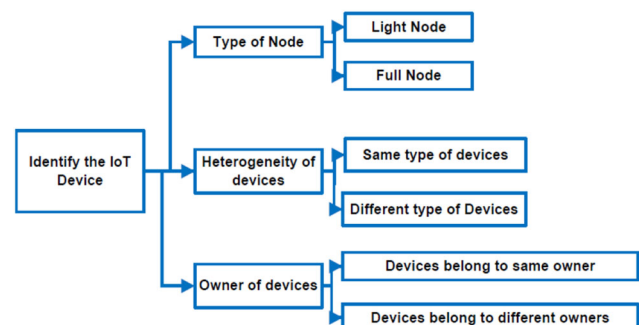 Light Node
Type of Node
Full Node
Identify the IoT
Device
Heterogeneity of
devices
Same type of devices
Different type of Devices
Owner of devices
Devices belong to same owner
Devices belong to different owners